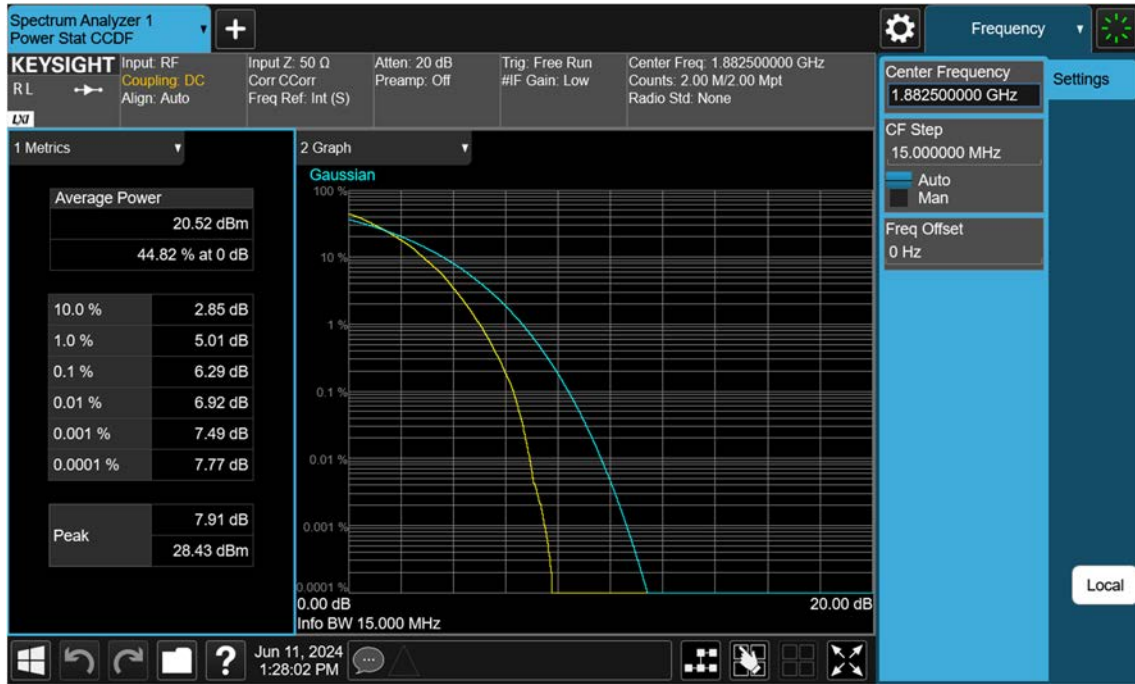 Spectrum Analyzer 1
Power Stat CCDF
+
Frequency
KEYSIGHT
RL
LXI
Input: RF
Coupling: DC
Align: Auto
Input Z: 50 Ω
Corr CCorr
Freq Ref: Int (S)
Atten: 20 dB
Preamp: Off
Trig: Free Run
#IF Gain: Low
Center Freq: 1.882500000 GHz
Counts: 2.00 M/2.00 Mpt
Radio Std: None
Center Frequency
1.882500000 GHz
Settings
CF Step
15.000000 MHz
Auto
Man
Freq Offset
0 Hz
Local
1 Metrics
Average Power
20.52 dBm
44.82 % at 0 dB
10.0 % 2.85 dB
1.0 % 5.01 dB
0.1 % 6.29 dB
0.01 % 6.92 dB
0.001 % 7.49 dB
0.0001 % 7.77 dB
Peak
7.91 dB
28.43 dBm
2 Graph
Gaussian
100 %
10 %
1 %
0.1 %
0.01 %
0.001 %
0.0001 %
0.00 dB 20.00 dB
Info BW 15.000 MHz
?
Jun 11, 2024
1:28:02 PM